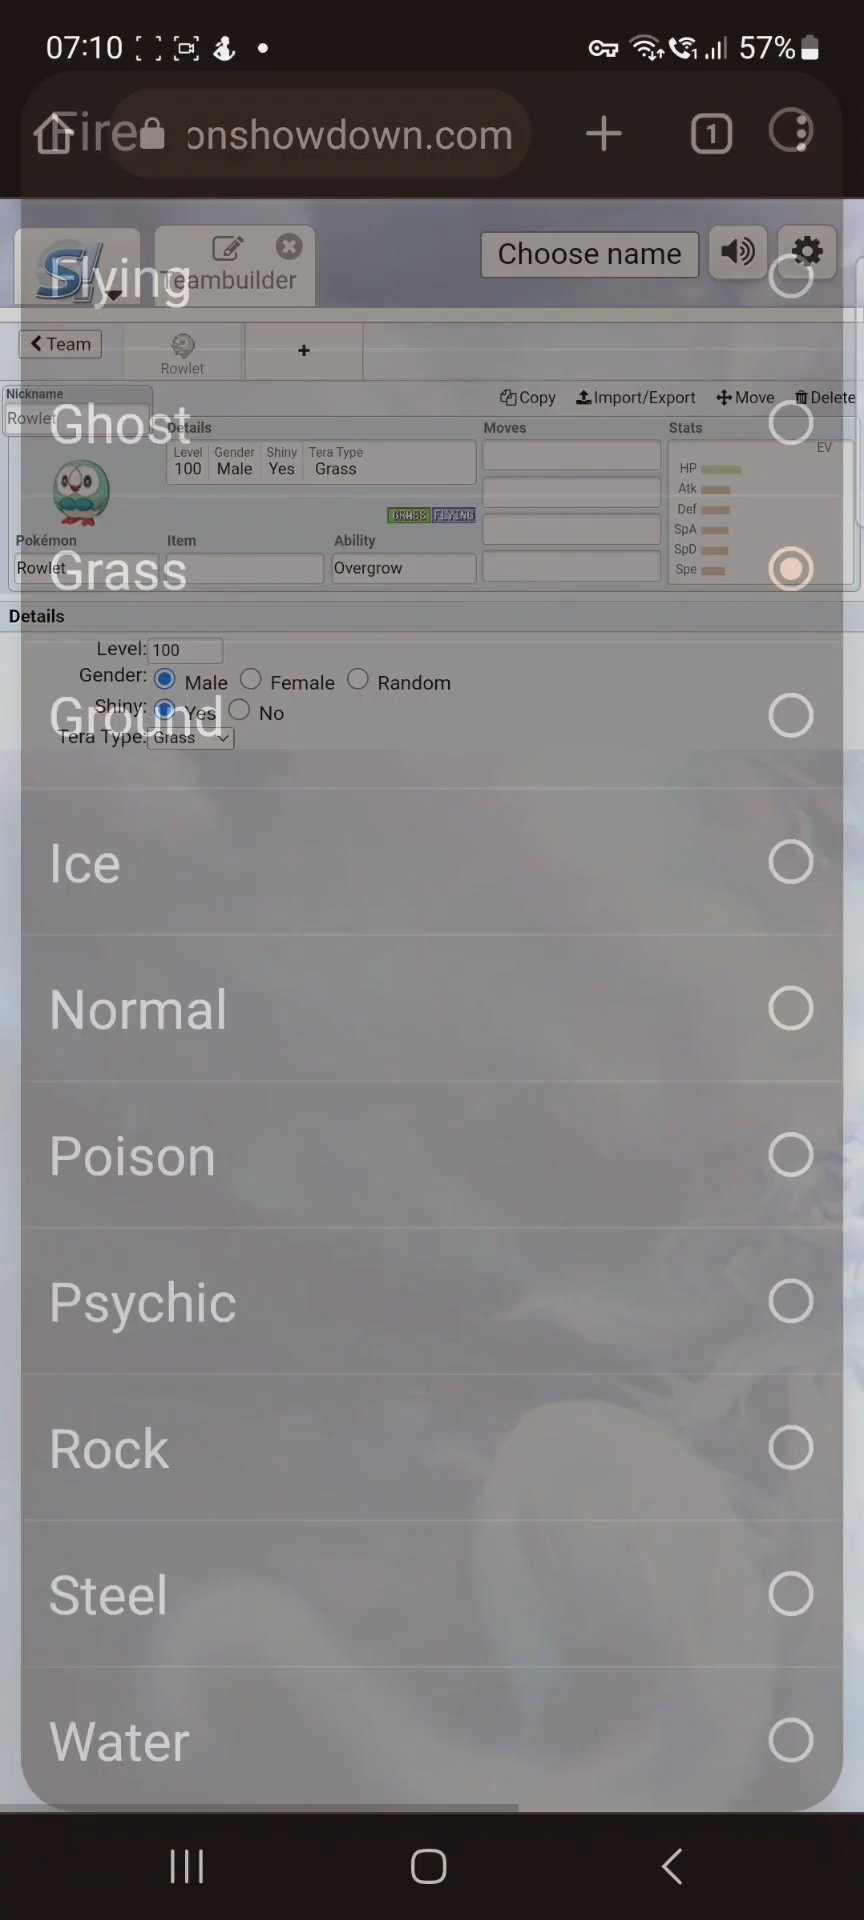 07:10
57%
Fire
onshowdown.com
1
Flying
Teambuilder
Choose name
Team
Rowlet
+
Nickname
Rowlet
Copy
Import/Export
Move
Delete
Ghost
Details
Moves
Stats
Level
Gender
Shiny
Tera Type
EV
100
Male
Yes
Grass
HP
Atk
Def
GRASS
FLYING
SpA
Pokémon
Item
Ability
SpD
Rowlet
Overgrow
Spe
Grass
Details
Level:
100
Gender:
Male
Female
Random
Shiny:
Yes
No
Ground
Tera Type:
Grass
Ice
Normal
Poison
Psychic
Rock
Steel
Water